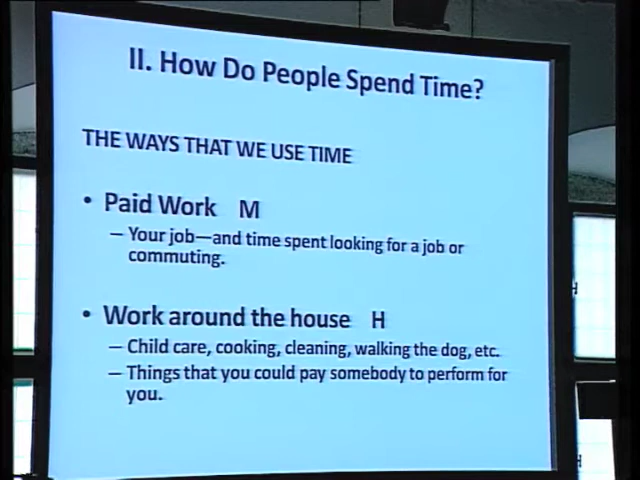 II. How Do People Spend Time?
THE WAYS THAT WE USE TIME
• Paid Work M
– Your job—and time spent looking for a job or
commuting.
• Work around the house H
– Child care, cooking, cleaning, walking the dog, etc.
– Things that you could pay somebody to perform for
you.
H
H